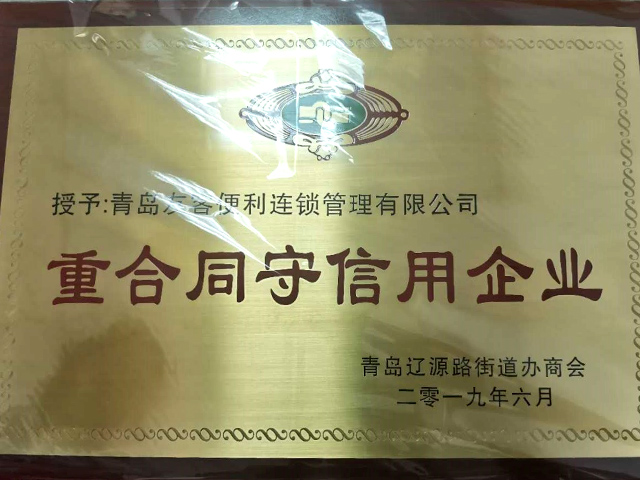 授予:青岛友客便利连锁管理有限公司
重合同守信用企业
青岛辽源路街道办商会
二零一九年六月